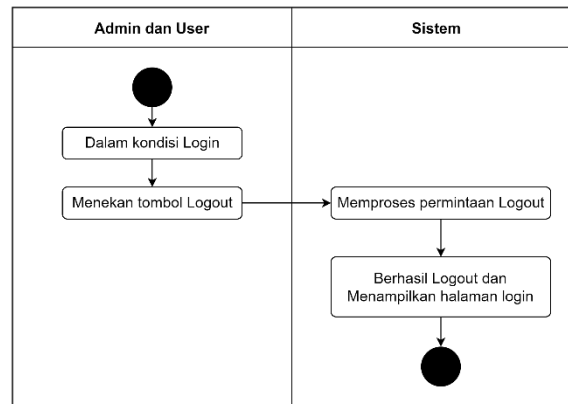 Admin dan User
Sistem
Dalam kondisi Login
Menekan tombol Logout
Memproses permintaan Logout
Berhasil Logout dan
Menampilkan halaman login